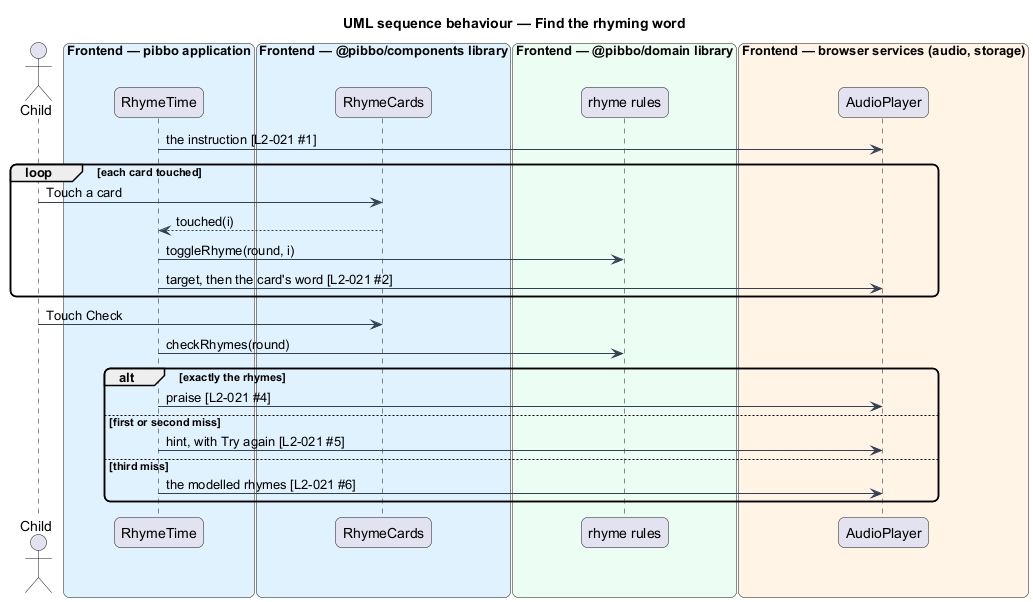 UML sequence behaviour — Find the rhyming word
Frontend — pibbo application
Frontend — @pibbo/components library
Frontend — @pibbo/domain library
Frontend — browser services (audio, storage)
Child
RhymeTime
RhymeCards
rhyme rules
AudioPlayer
the instruction [L2-021 #1]
loop
[each card touched]
Touch a card
touched(i)
toggleRhyme(round, i)
target, then the card's word [L2-021 #2]
Touch Check
checkRhymes(round)
alt
[exactly the rhymes]
praise [L2-021 #4]
[first or second miss]
hint, with Try again [L2-021 #5]
[third miss]
the modelled rhymes [L2-021 #6]
Child
RhymeTime
RhymeCards
rhyme rules
AudioPlayer